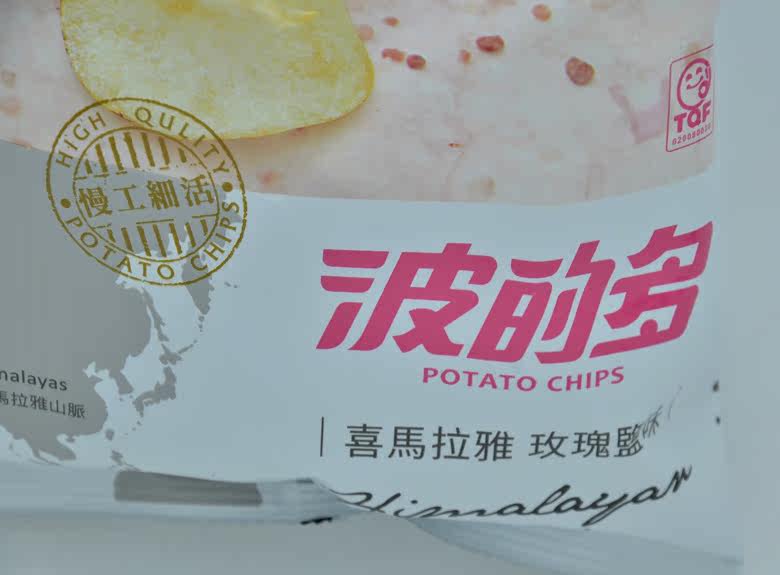 HIGH QULITY
慢工細活
POTATO CHIPS
TQF
波的多
POTATO CHIPS
malayas
馬拉雅山脈
喜馬拉雅 玫瑰鹽味
Himalayan